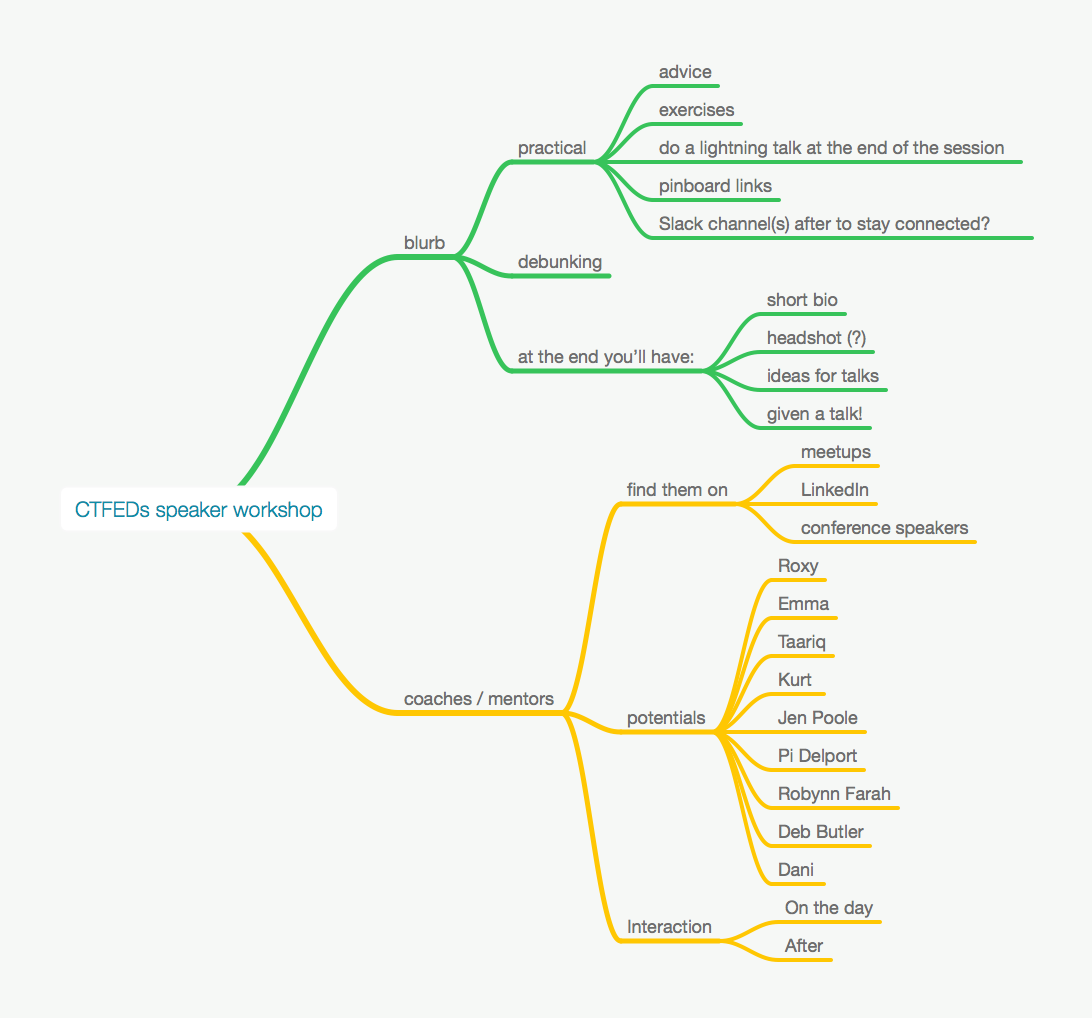 CTFEDs speaker workshop
blurb
practical
advice
exercises
do a lightning talk at the end of the session
pinboard links
Slack channel(s) after to stay connected?
debunking
at the end you’ll have:
short bio
headshot (?)
ideas for talks
given a talk!
coaches / mentors
find them on
meetups
LinkedIn
conference speakers
potentials
Roxy
Emma
Taariq
Kurt
Jen Poole
Pi Delport
Robynn Farah
Deb Butler
Dani
Interaction
On the day
After